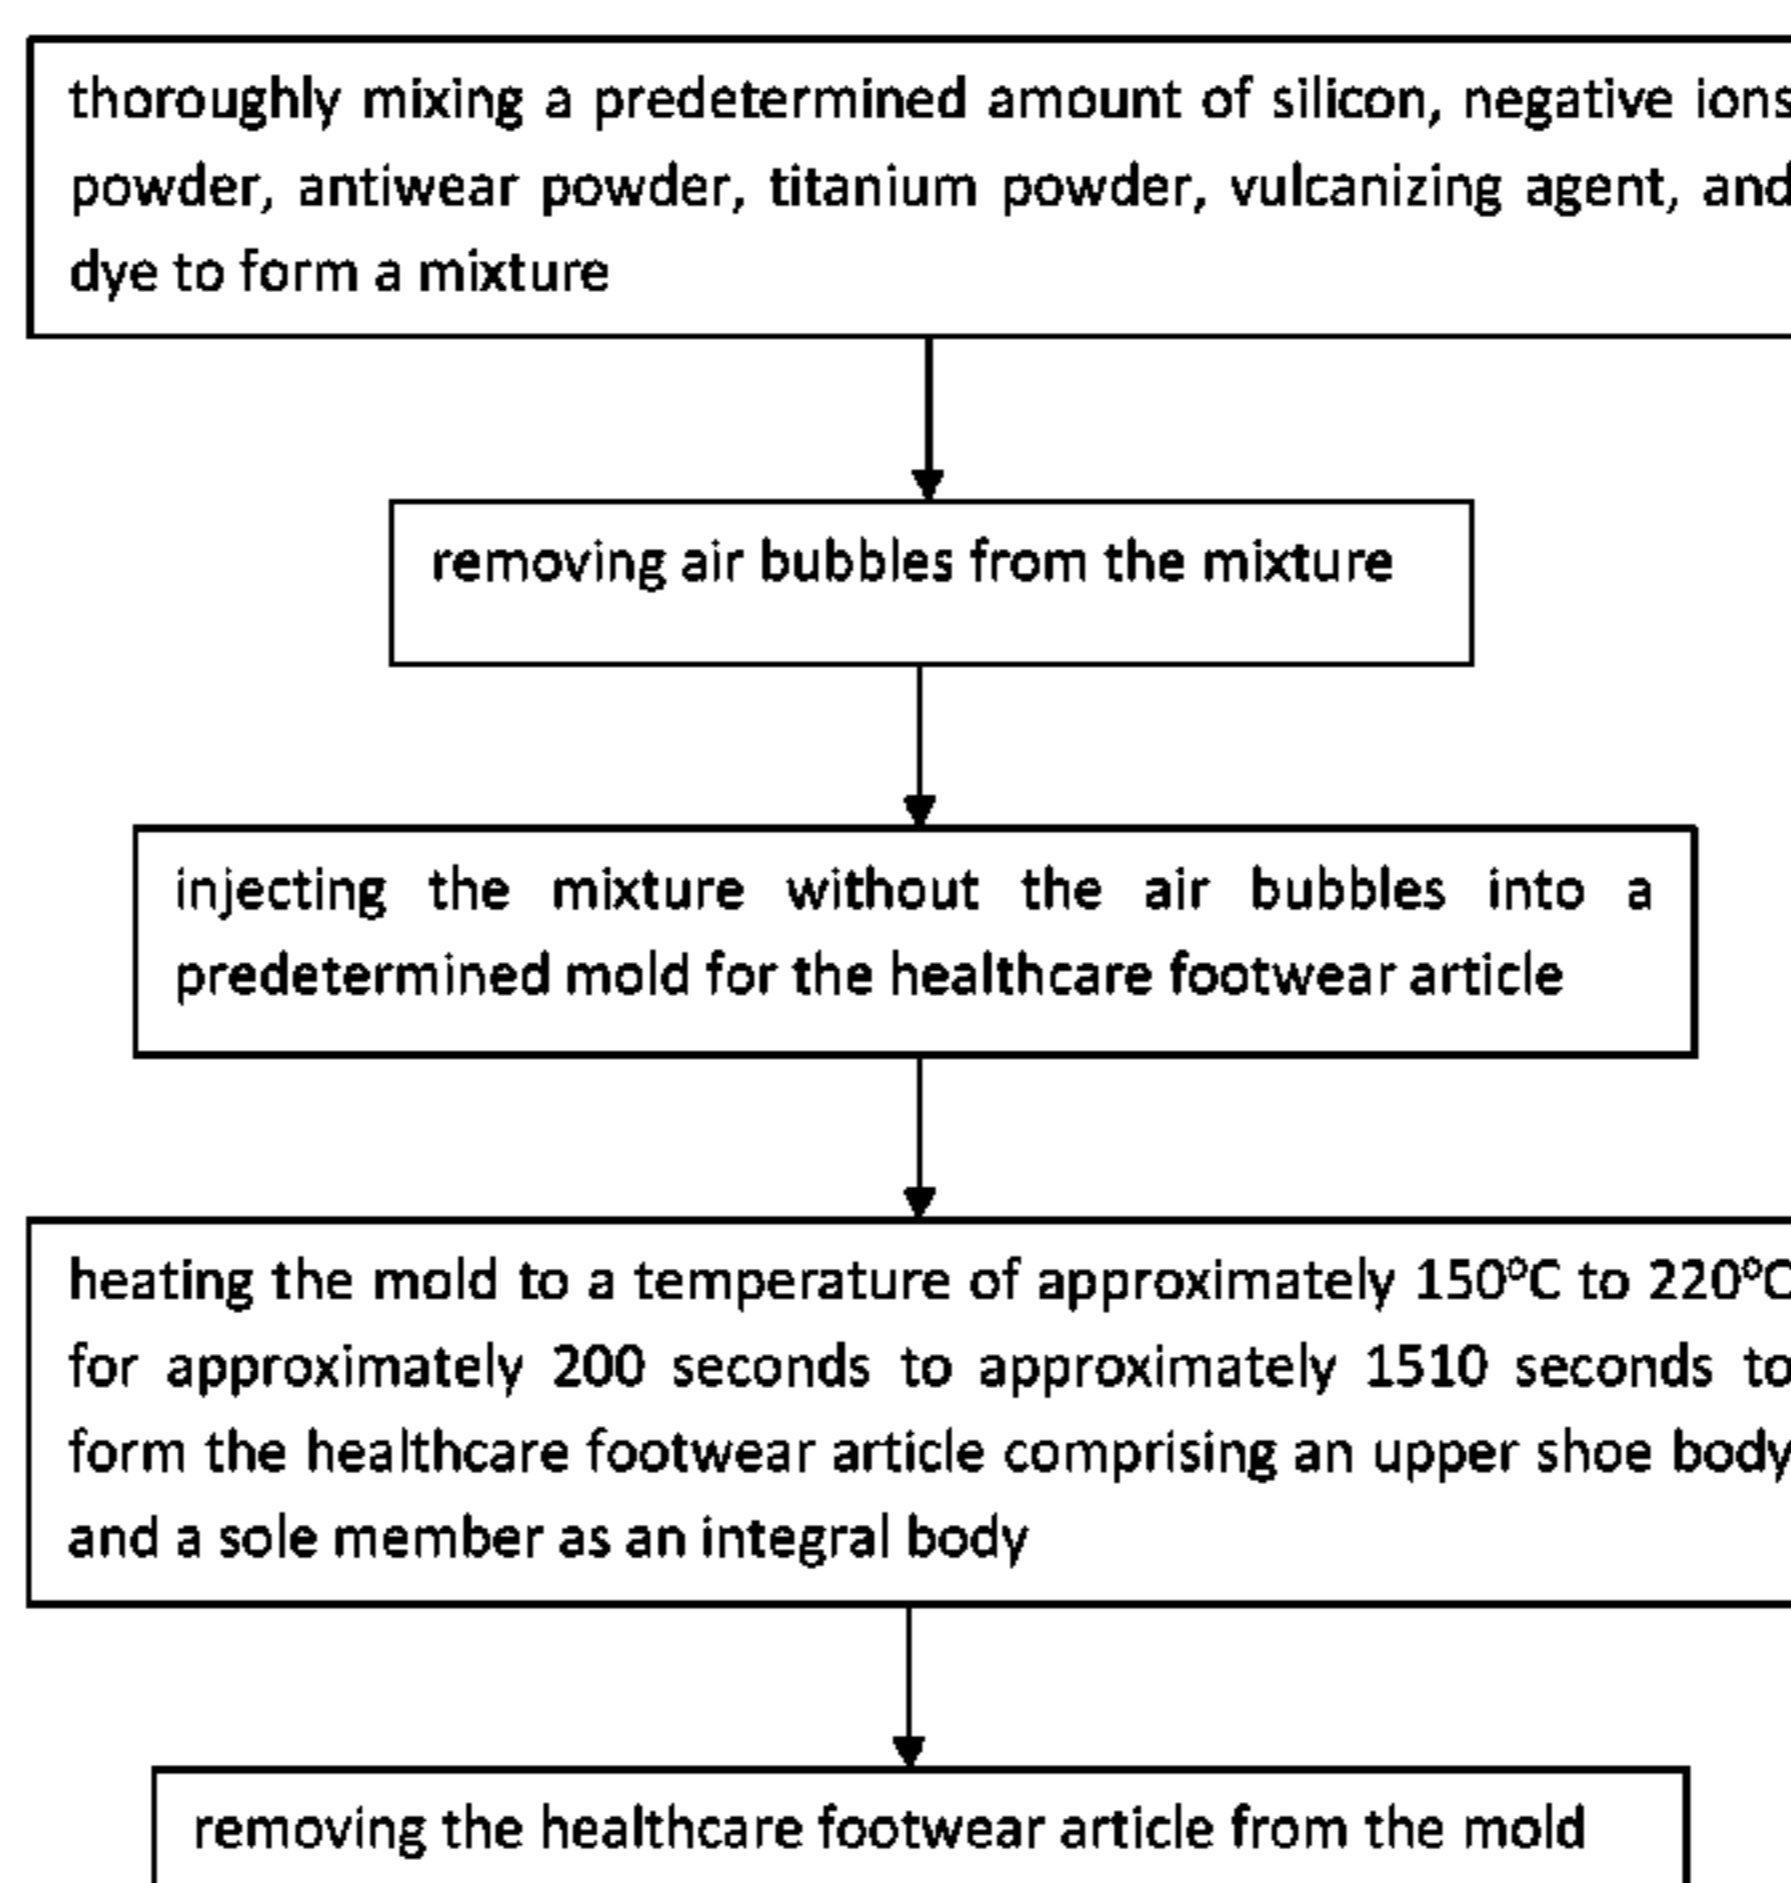 thoroughly mixing a predetermined amount of silicon, negative ions
powder, antiwear powder, titanium powder, vulcanizing agent, and
dye to form a mixture
removing air bubbles from the mixture
injecting the mixture without the air bubbles into a
predetermined mold for the healthcare footwear article
heating the mold to a temperature of approximately 150ºC to 220ºC
for approximately 200 seconds to approximately 1510 seconds to
form the healthcare footwear article comprising an upper shoe body
and a sole member as an integral body
removing the healthcare footwear article from the mold